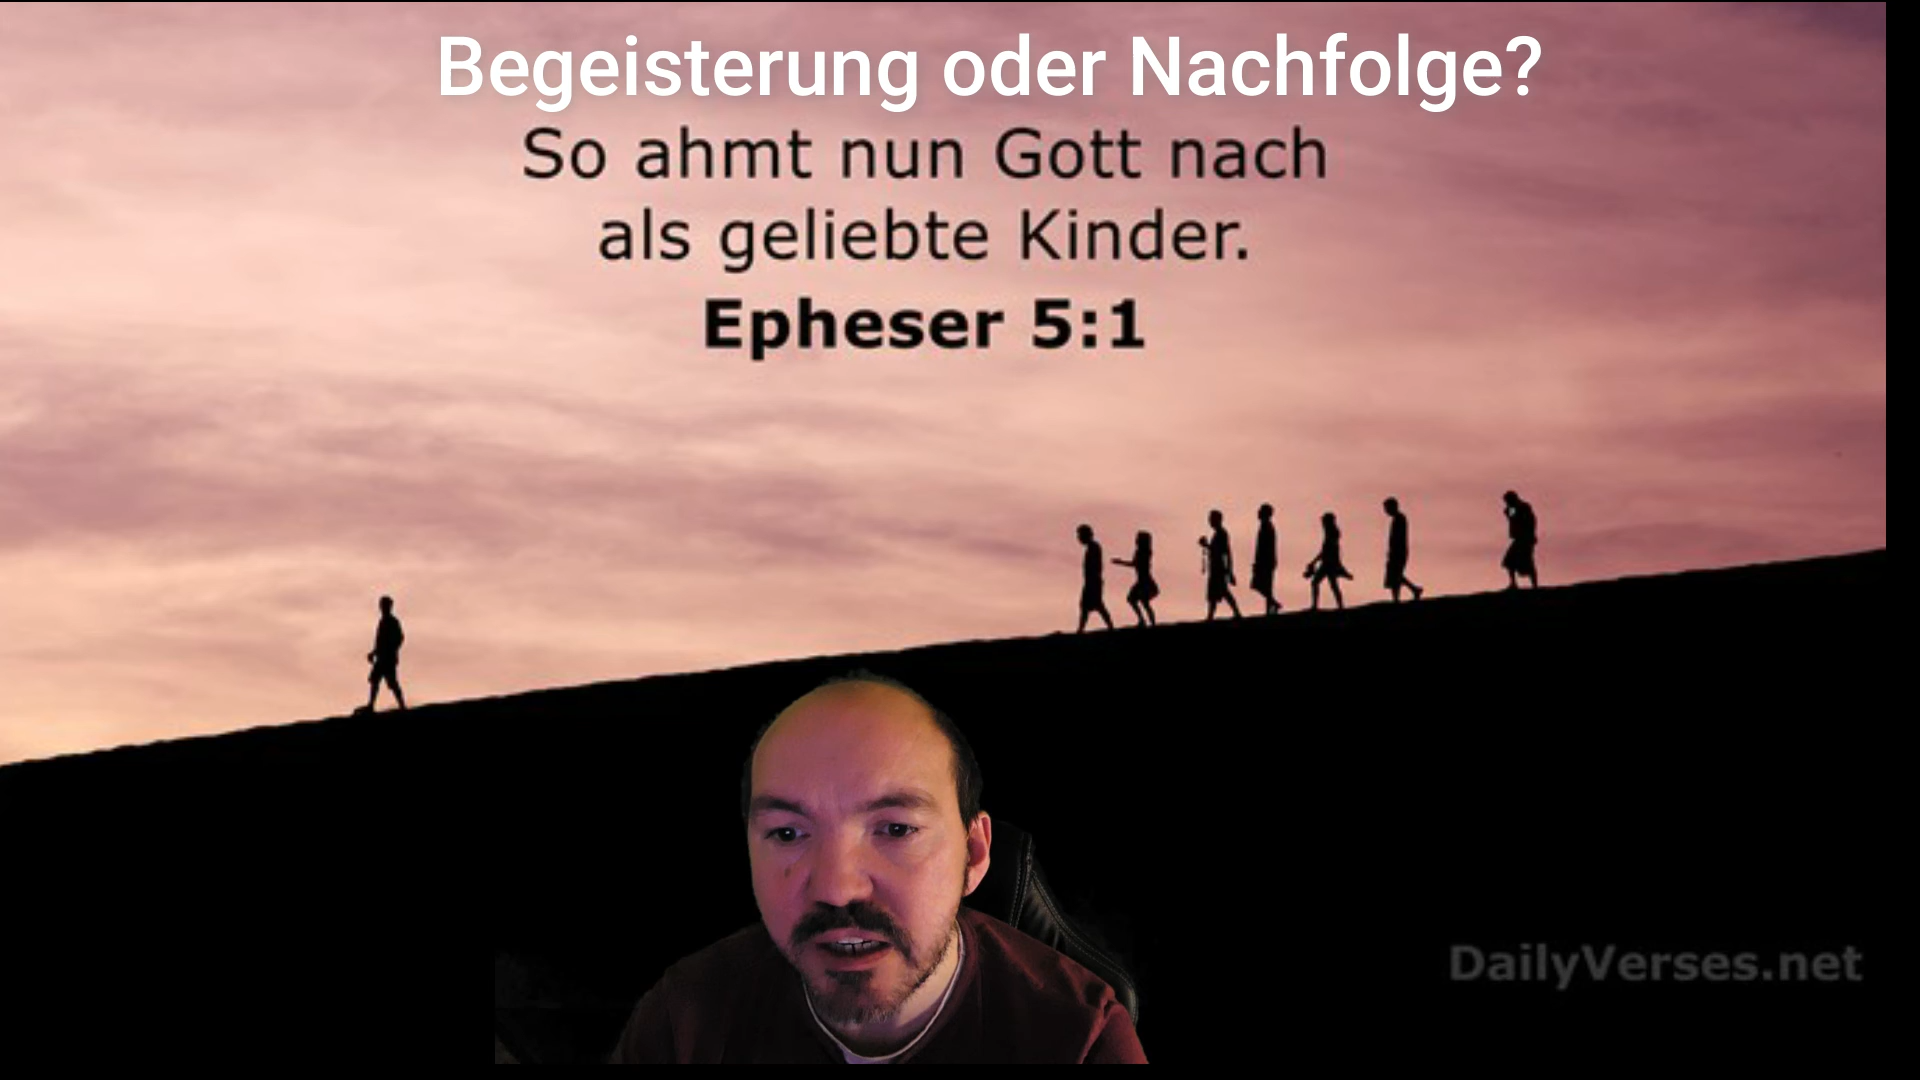 Begeisterung oder Nachfolge?
So ahmt nun Gott nach
als geliebte Kinder.
Epheser 5:1
DailyVerses.net